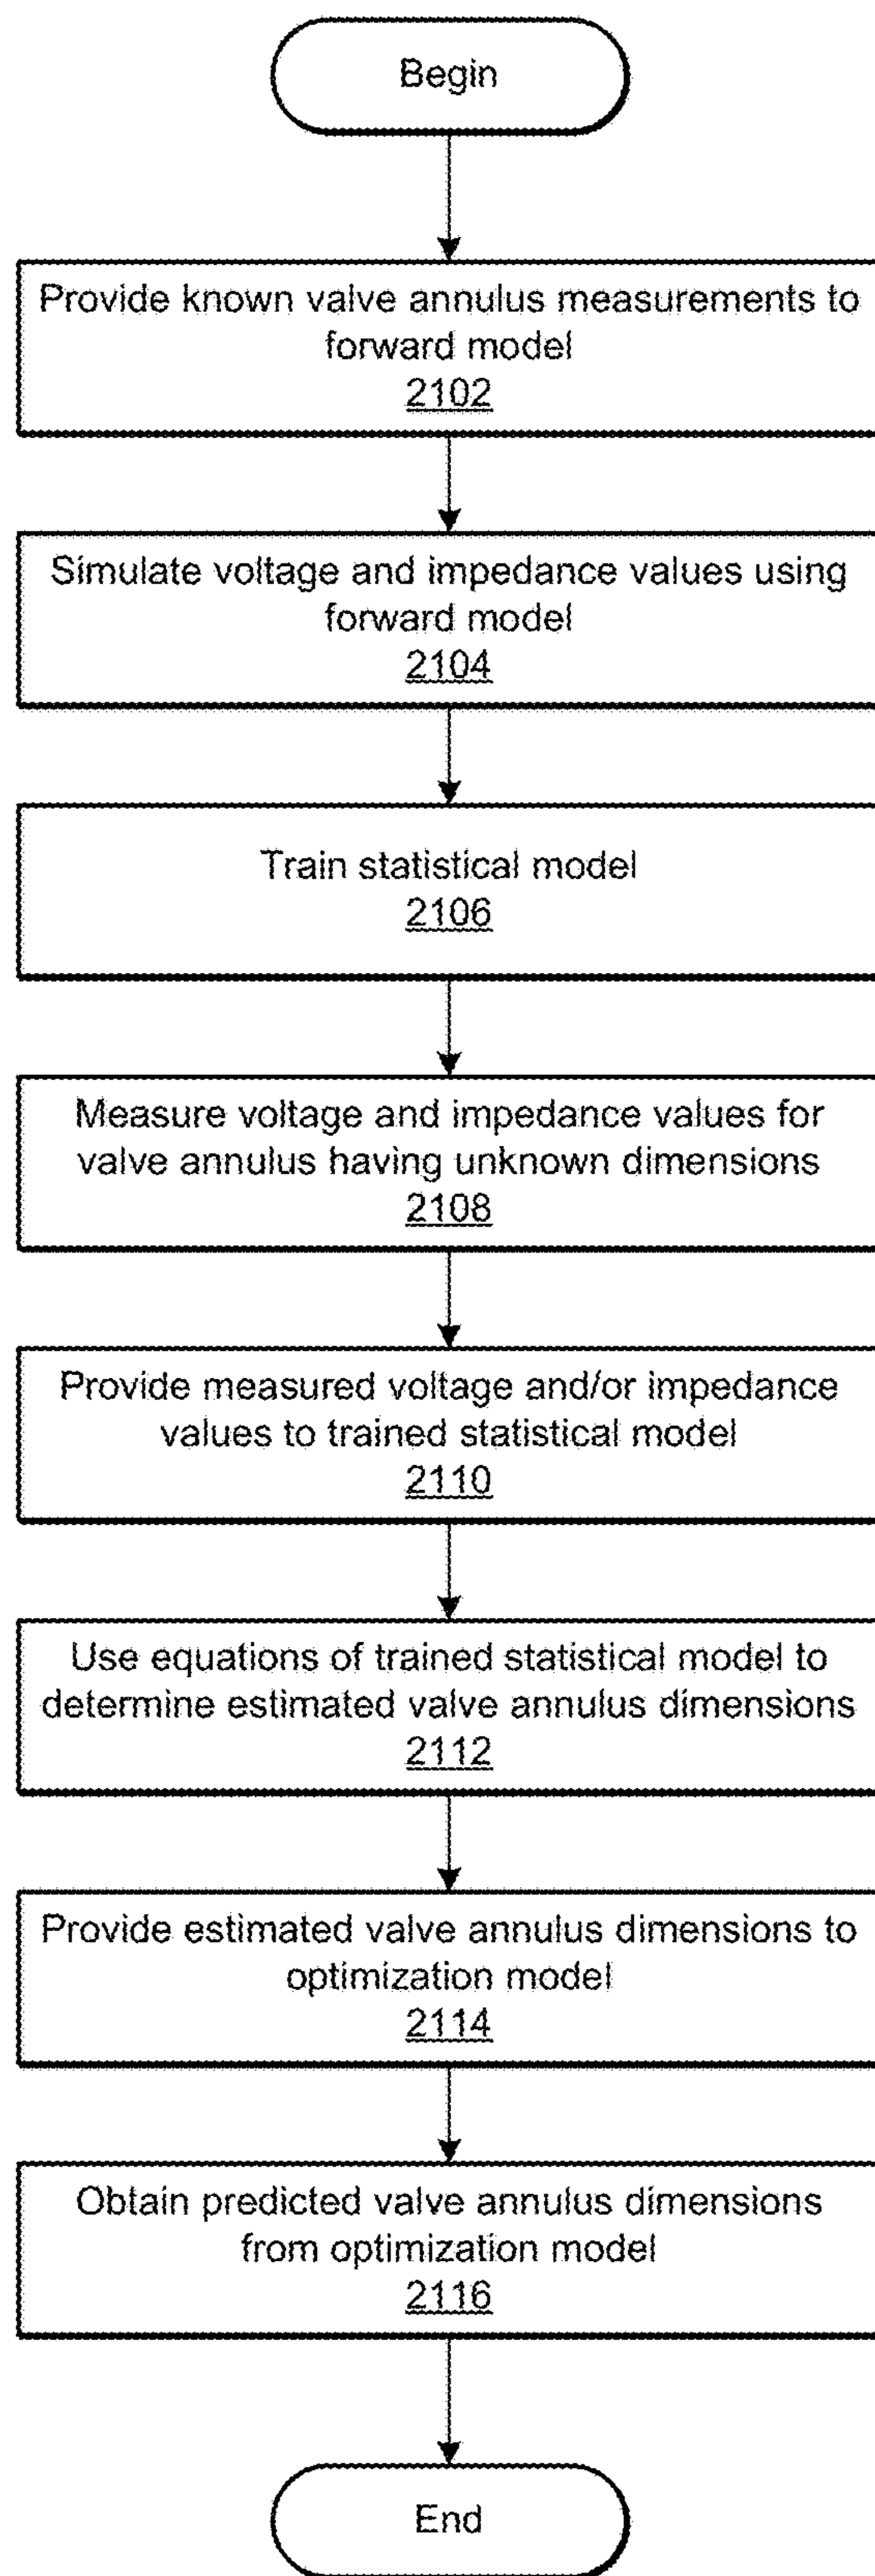 Begin
Provide known valve annulus measurements to
forward model
2102
Simulate voltage and impedance values using
forward model
2104
Train statistical model
2106
Measure voltage and impedance values for
valve annulus having unknown dimensions
2108
Provide measured voltage and/or impedance
values to trained statistical model
2110
Use equations of trained statistical model to
determine estimated valve annulus dimensions
2112
Provide estimated valve annulus dimensions to
optimization model
2114
Obtain predicted valve annulus dimensions
from optimization model
2116
End